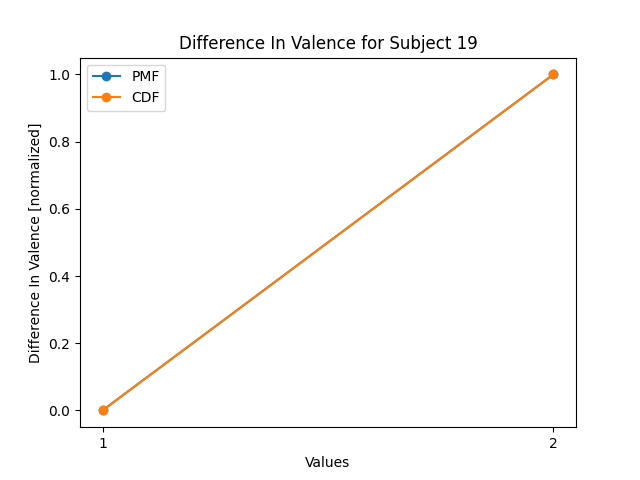 Difference In Valence for Subject 19
PMF
CDF
Difference In Valence [normalized]
1.0
0.8
0.6
0.4
0.2
0.0
1
2
Values